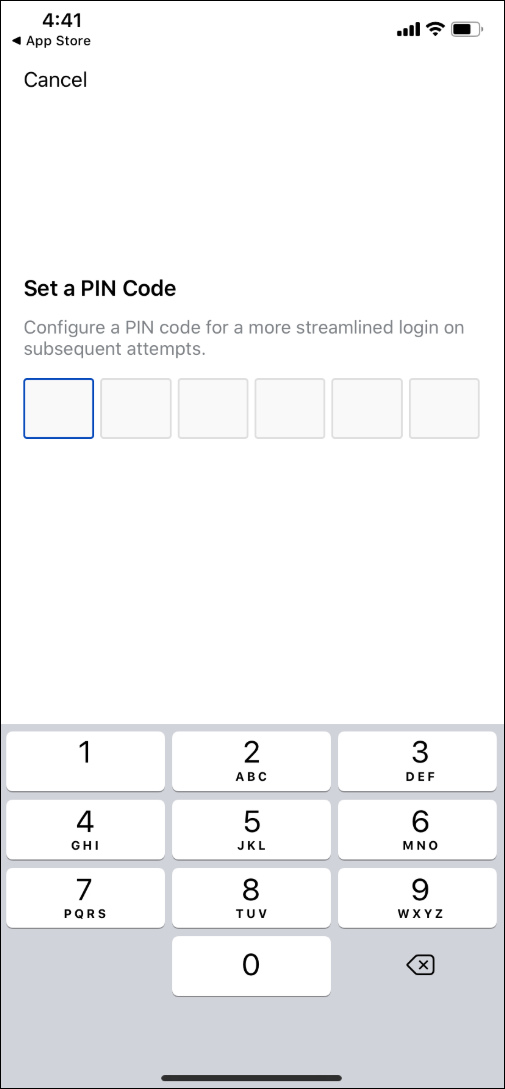 4:41
◀ App Store
Cancel
Set a PIN Code
Configure a PIN code for a more streamlined login on
subsequent attempts.
1 2 3
ABC DEF
4 5 6
GHI JKL MNO
7 8 9
PQRS TUV WXYZ
0